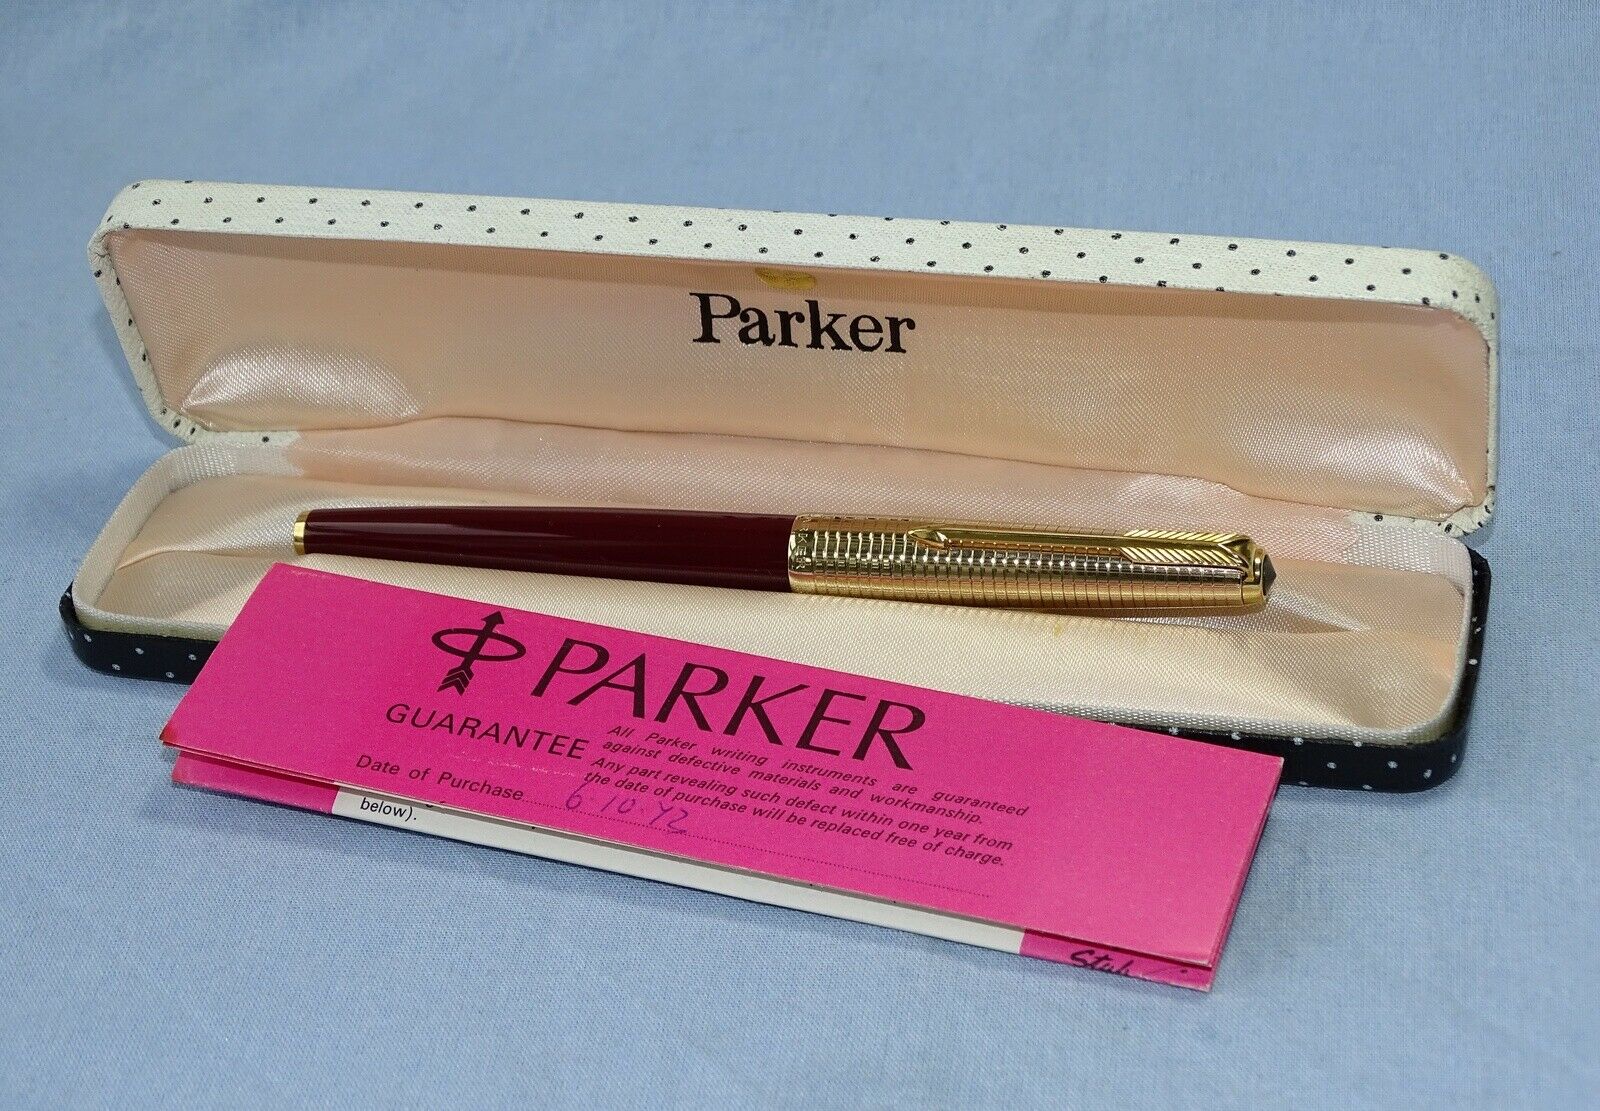 Parker
KER
PARKER
GUARANTEE
All Parker writing instruments are guaranteed
against defective materials and workmanship.
Any part revealing such defect within one year from
the date of purchase will be replaced free of charge.
Date of Purchase 6.10.72
below).